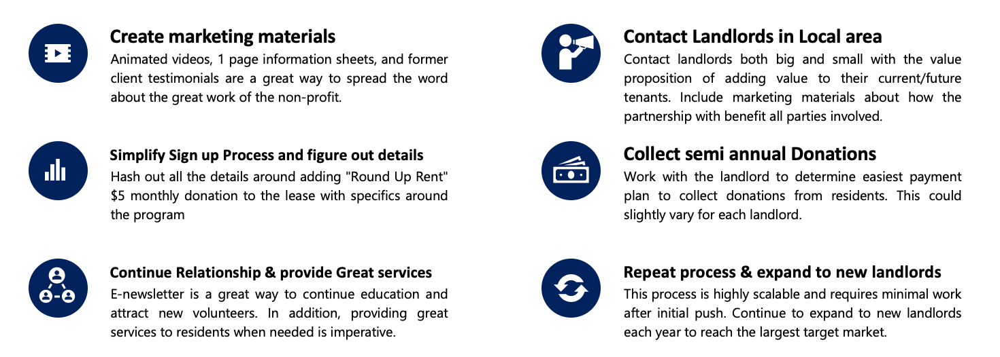 Create marketing materials
Animated videos, 1 page information sheets, and former
client testimonials are a great way to spread the word
about the great work of the non-profit.
Contact Landlords in Local area
Contact landlords both big and small with the value
proposition of adding value to their current/future
tenants. Include marketing materials about how the
partnership with benefit all parties involved.
Simplify Sign up Process and figure out details
Hash out all the details around adding "Round Up Rent"
$5 monthly donation to the lease with specifics around
the program
Collect semi annual Donations
Work with the landlord to determine easiest payment
plan to collect donations from residents. This could
slightly vary for each landlord.
Continue Relationship & provide Great services
E-newsletter is a great way to continue education and
attract new volunteers. In addition, providing great
services to residents when needed is imperative.
Repeat process & expand to new landlords
This process is highly scalable and requires minimal work
after initial push. Continue to expand to new landlords
each year to reach the largest target market.